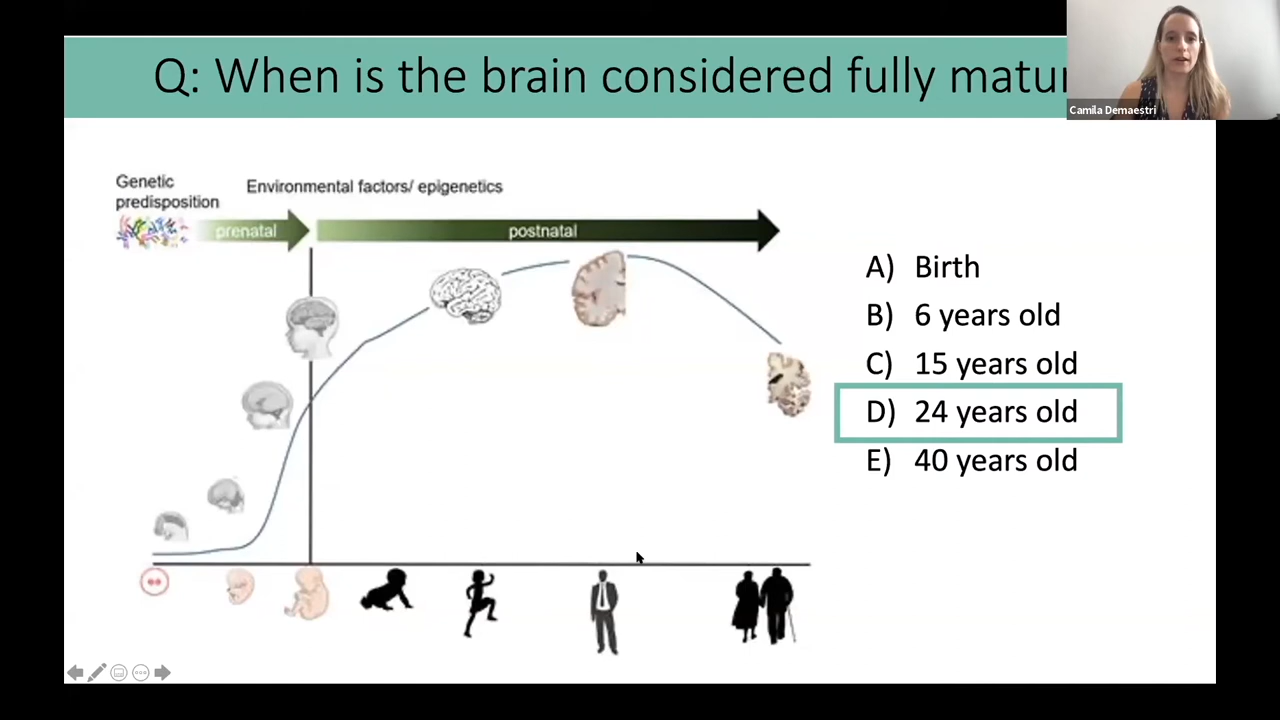 Q: When is the brain considered fully matur
Camila Demaestri
Genetic
predisposition
Environmental factors/ epigenetics
prenatal
postnatal
A) Birth
B) 6 years old
C) 15 years old
D) 24 years old
E) 40 years old